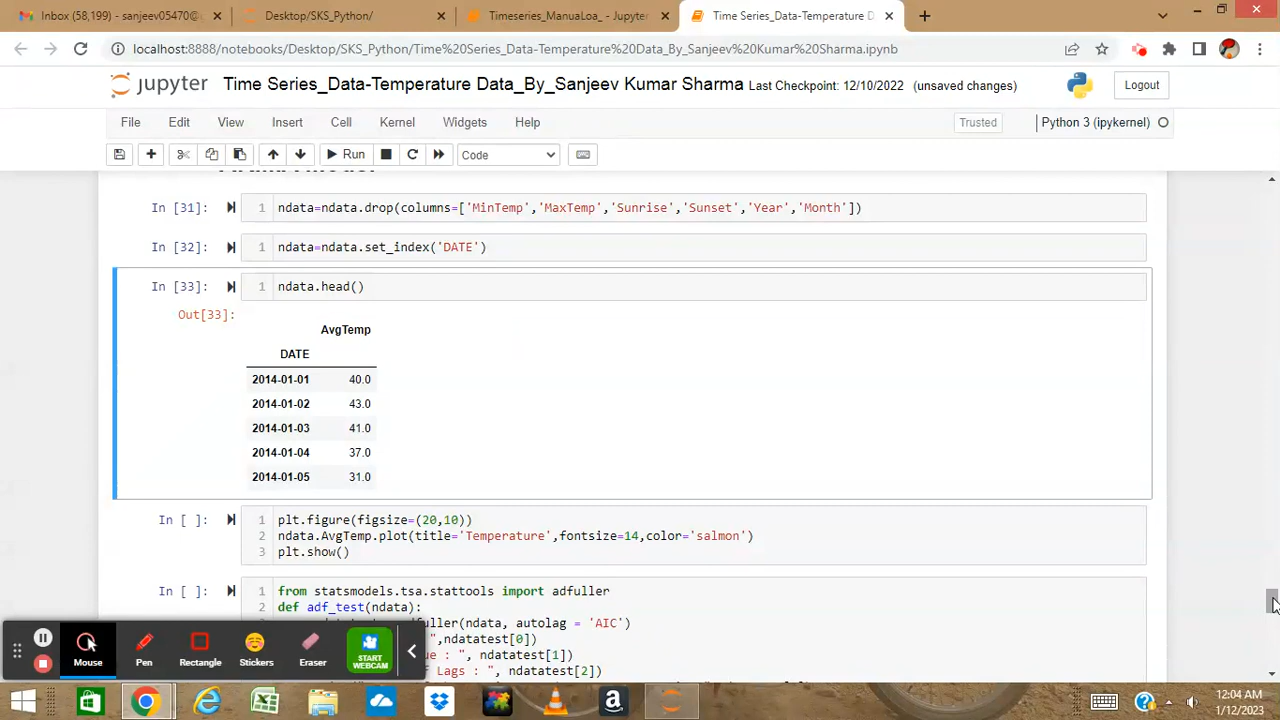 Inbox (58,199) - sanjeev05470@g
Desktop/SKS_Python/
Timeseries_ManuaLoa_ - Jupyter
Time Series_Data-Temperature D
localhost:8888/notebooks/Desktop/SKS_Python/Time%20Series_Data-Temperature%20Data_By_Sanjeev%20Kumar%20Sharma.ipynb
jupyter Time Series_Data-Temperature Data_By_Sanjeev Kumar Sharma Last Checkpoint: 12/10/2022 (unsaved changes) Logout
File Edit View Insert Cell Kernel Widgets Help Trusted Python 3 (ipykernel)
Run Code
In [31]: 1 ndata=ndata.drop(columns=['MinTemp','MaxTemp','Sunrise','Sunset','Year','Month'])
In [32]: 1 ndata=ndata.set_index('DATE')
In [33]: 1 ndata.head()
Out[33]:
AvgTemp
DATE
2014-01-01 40.0
2014-01-02 43.0
2014-01-03 41.0
2014-01-04 37.0
2014-01-05 31.0
In [ ]: 1 plt.figure(figsize=(20,10))
2 ndata.AvgTemp.plot(title='Temperature',fontsize=14,color='salmon')
3 plt.show()
In [ ]: 1 from statsmodels.tsa.stattools import adfuller
2 def adf_test(ndata):
(ndata, autolag = 'AIC')
",ndatatest[0])
: ", ndatatest[1])
Lags : ", ndatatest[2])
Mouse Pen Rectangle Stickers Eraser START WEBCAM
12:04 AM
1/12/2023